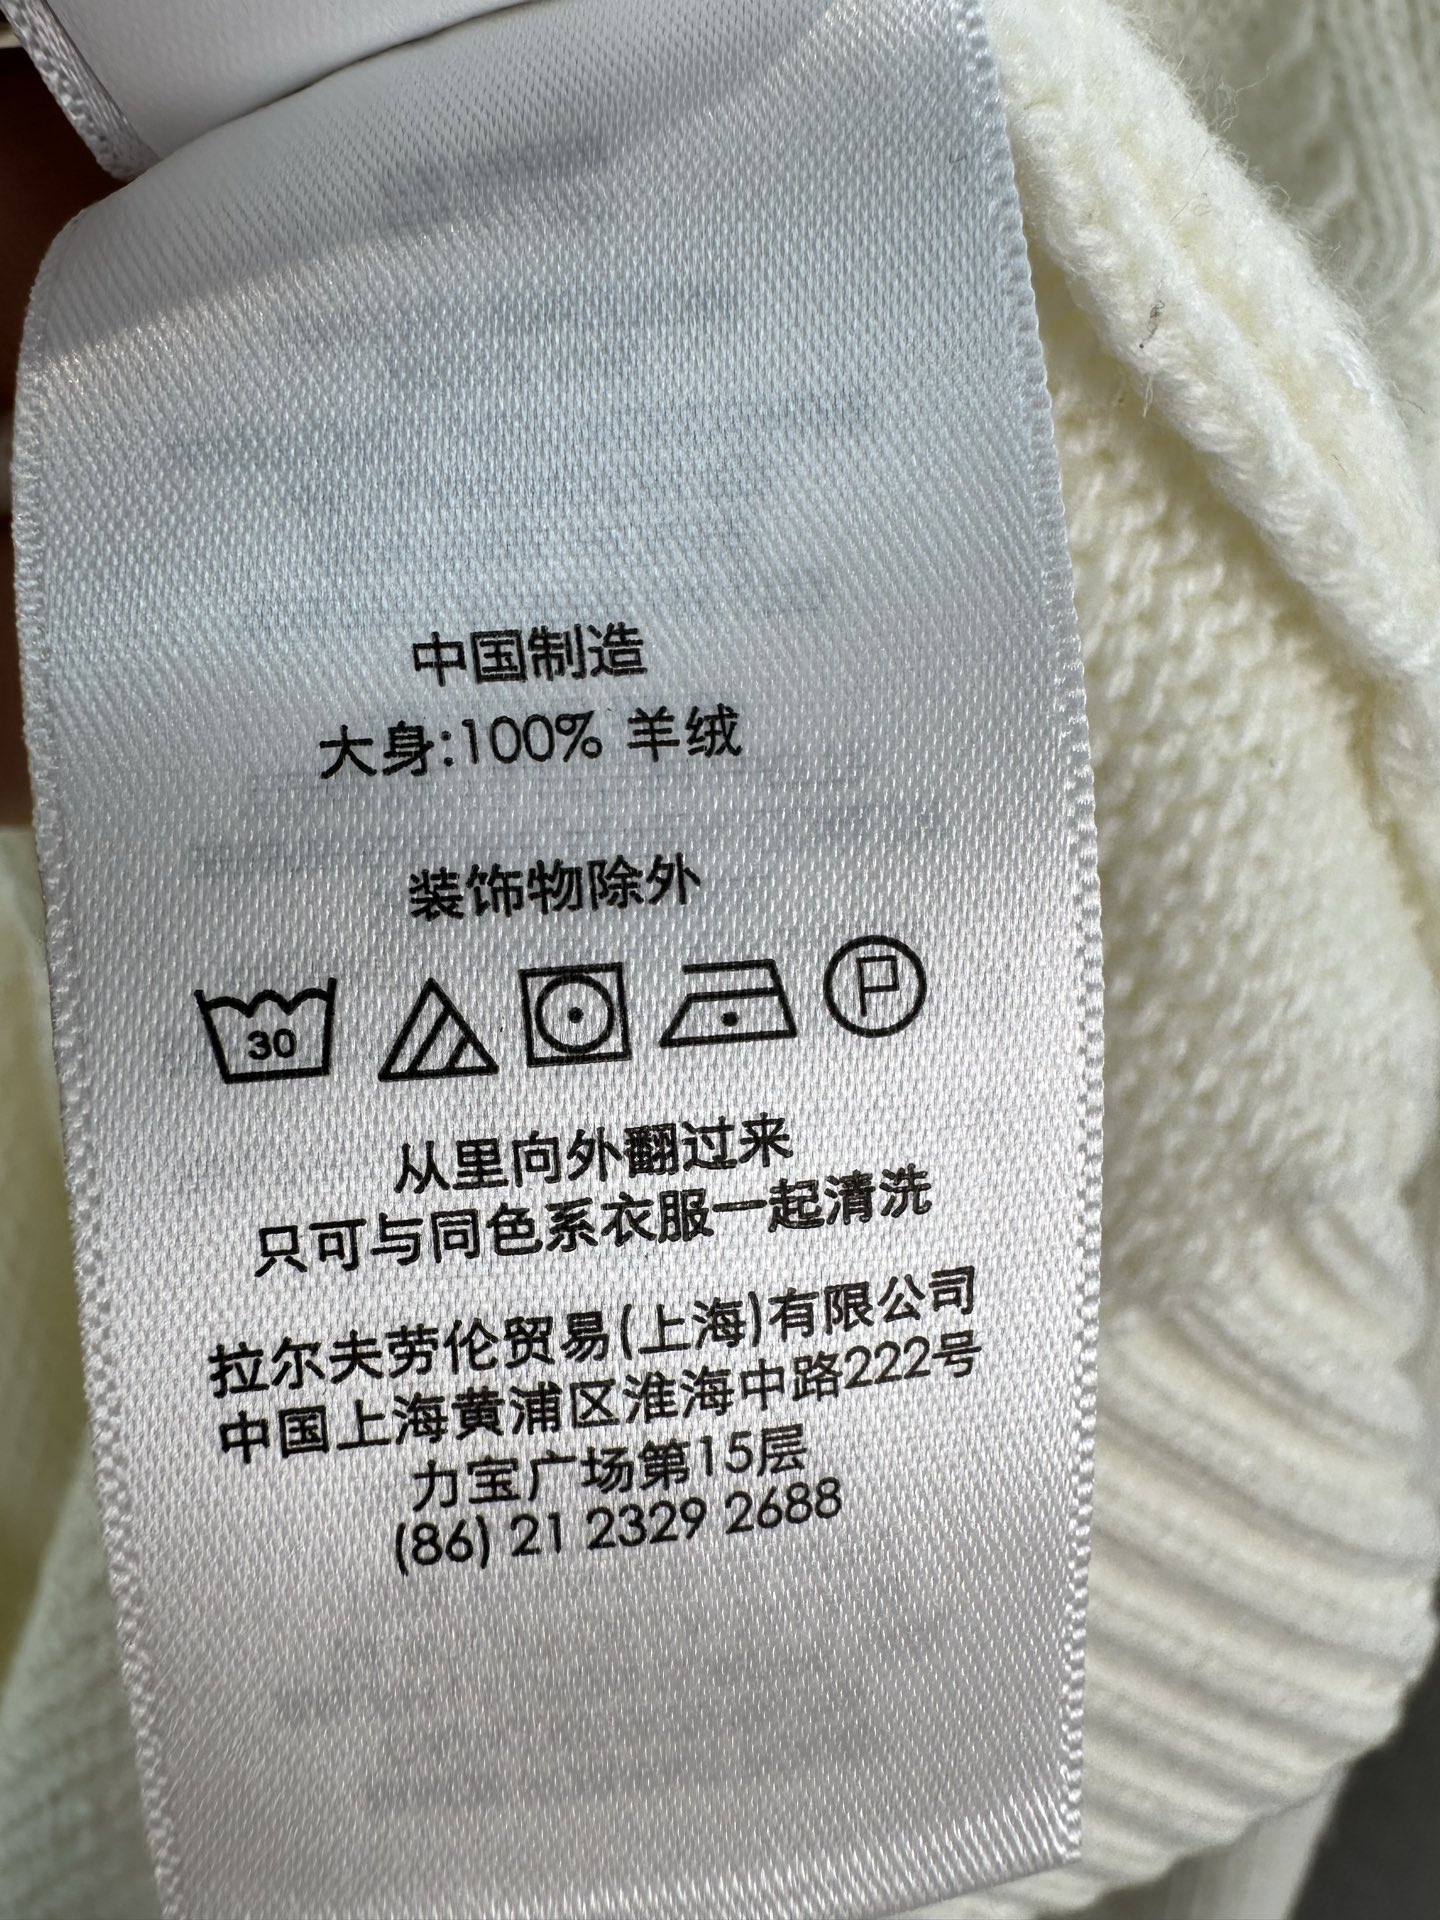 中国制造
大身:100% 羊绒
装饰物除外
30
P
从里向外翻过来
只可与同色系衣服一起清洗
拉尔夫劳伦贸易(上海)有限公司
中国上海黄浦区淮海中路222号
力宝广场第15层
(86) 21 2329 2688